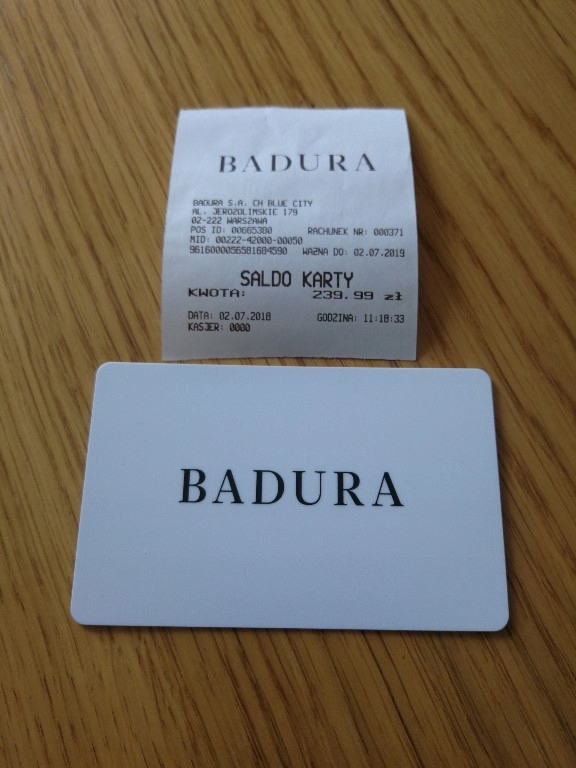 BADURA
BADURA S.A. CH BLUE CITY
AL. JEROZOLIMSKIE 179
02-222 WARSZAWA
POS ID: 00665380 RACHUNEK NR: 000371
MID: 00222-42000-00050
9616000056581684590 WAŻNA DO: 02.07.2019
SALDO KARTY
KWOTA: 239.99 zł
DATA: 02.07.2018 GODZINA: 11:18:33
KASJER: 0000
BADURA